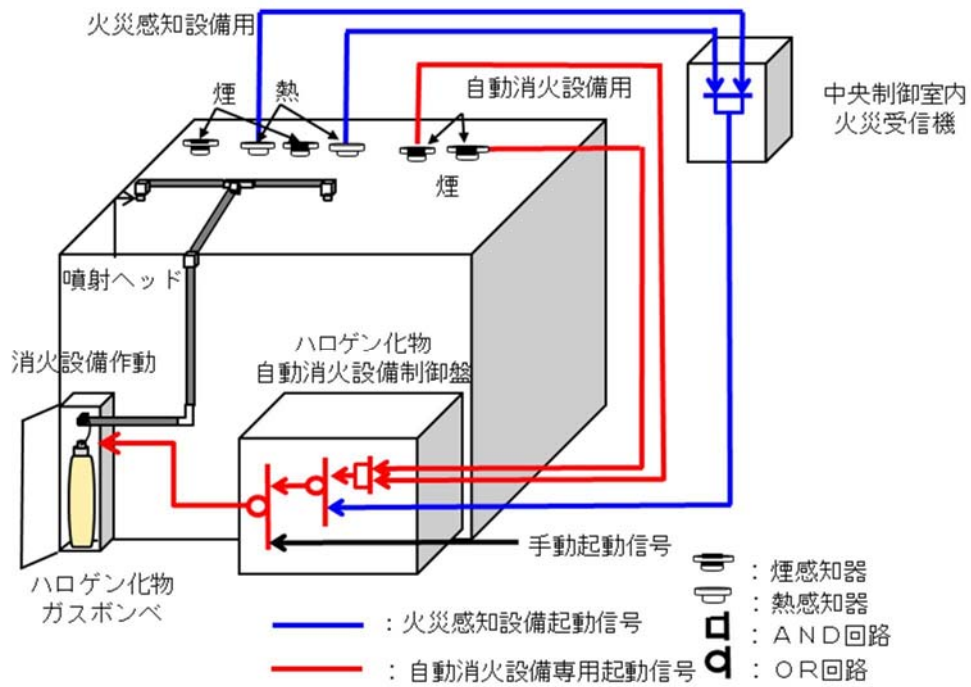 火災感知設備用
煙
熱
自動消火設備用
中央制御室内
火災受信機
煙
噴射ヘッド
消火設備作動
ハロゲン化物
自動消火設備制御盤
手動起動信号
ハロゲン化物
ガスボンベ
：煙感知器
：熱感知器
：ＡＮＤ回路
：ＯＲ回路
：火災感知設備起動信号
：自動消火設備専用起動信号